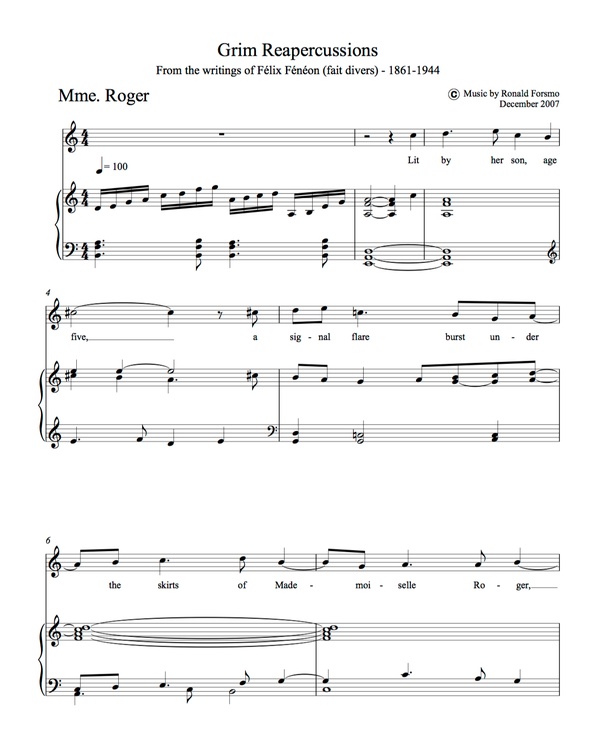 Grim Reapercussions
From the writings of Félix Fénéon (fait divers) - 1861-1944
Mme. Roger
© Music by Ronald Forsmo
December 2007
= 100
Lit by her son, age
4
five, a sig - nal flare burst un - der
6
the skirts of Made - moi - selle Ro - ger,